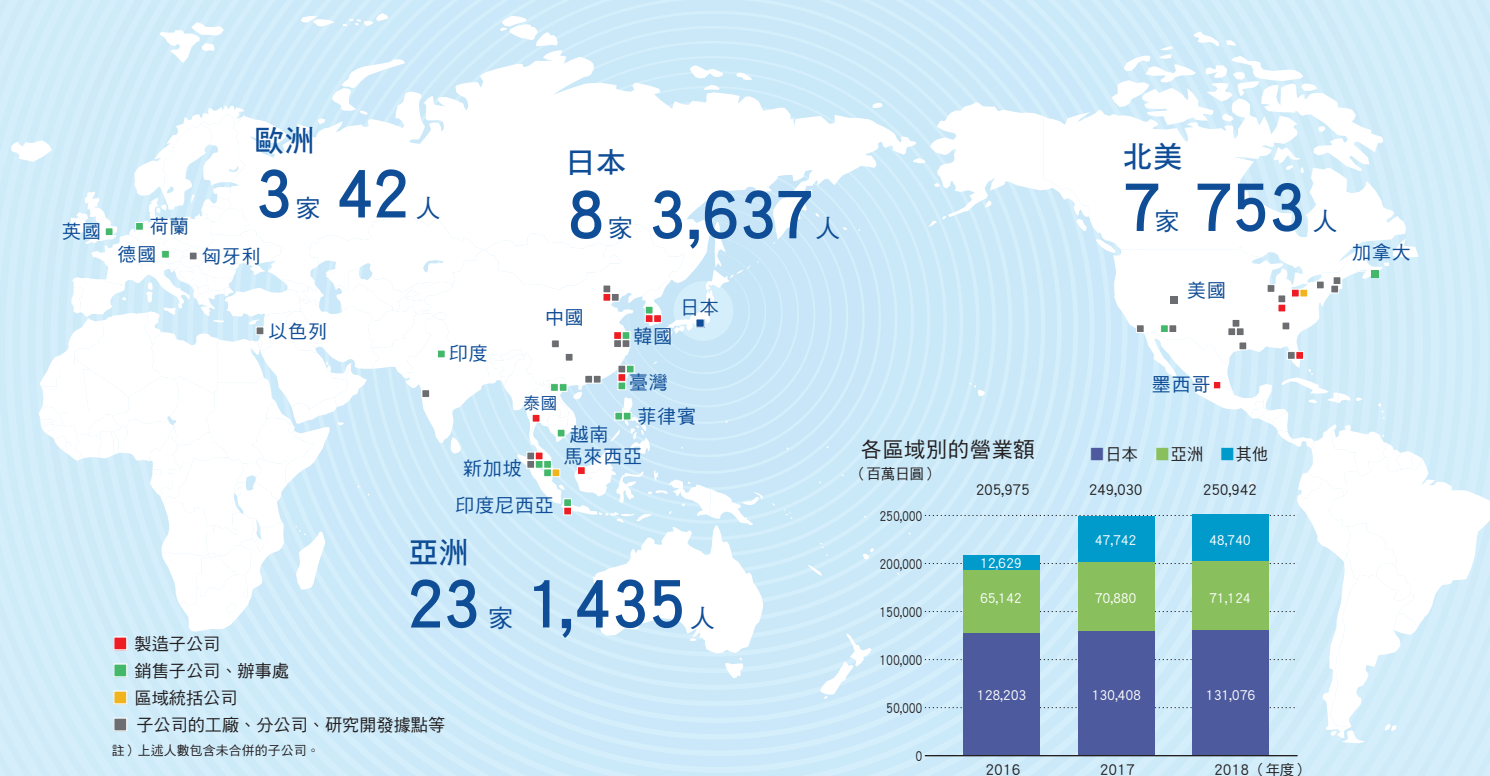 歐洲
3家 42人
日本
8家 3,637人
北美
7家 753人
英國
荷蘭
德國
匈牙利
加拿大
美國
墨西哥
以色列
印度
中國
日本
韓國
臺灣
泰國
菲律賓
越南
馬來西亞
新加坡
印度尼西亞
亞洲
23家 1,435人
製造子公司
銷售子公司、辦事處
區域統括公司
子公司的工廠、分公司、研究開發據點等
註）上述人數包含未合併的子公司。
各區域別的營業額
（百萬日圓）
日本 亞洲 其他
205,975 249,030 250,942
250,000
200,000
150,000
100,000
50,000
0
12,629 47,742 48,740
65,142 70,880 71,124
128,203 130,408 131,076
2016 2017 2018（年度）